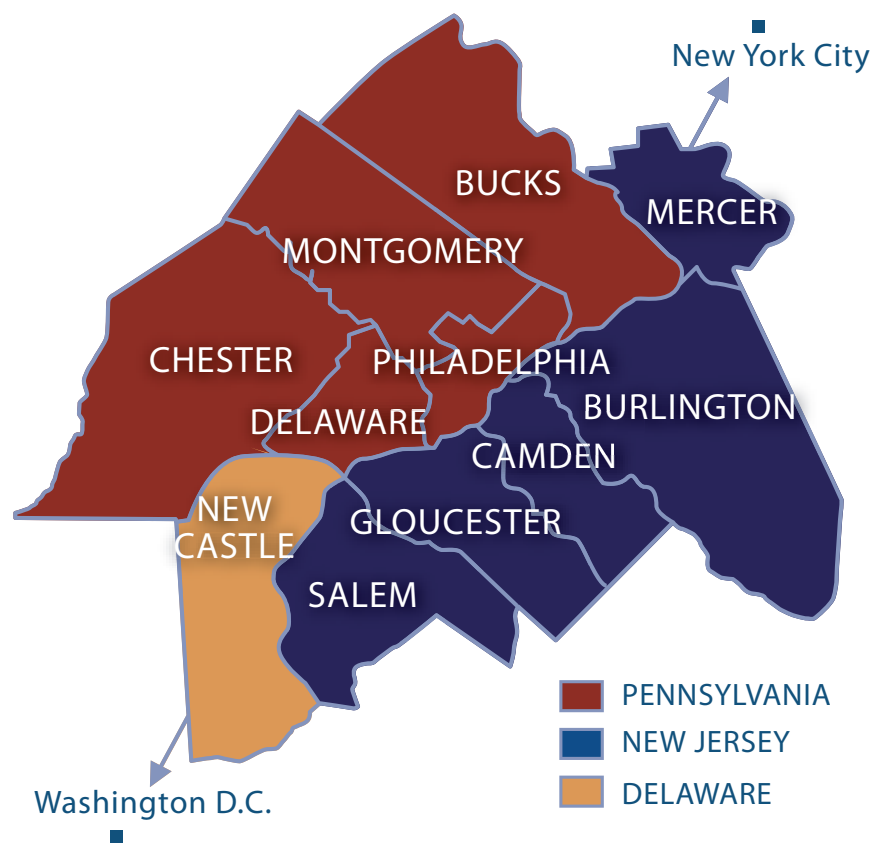 New York City
BUCKS
MERCER
MONTGOMERY
CHESTER
PHILADELPHIA
DELAWARE
BURLINGTON
CAMDEN
NEW
CASTLE
GLOUCESTER
SALEM
PENNSYLVANIA
NEW JERSEY
DELAWARE
Washington D.C.